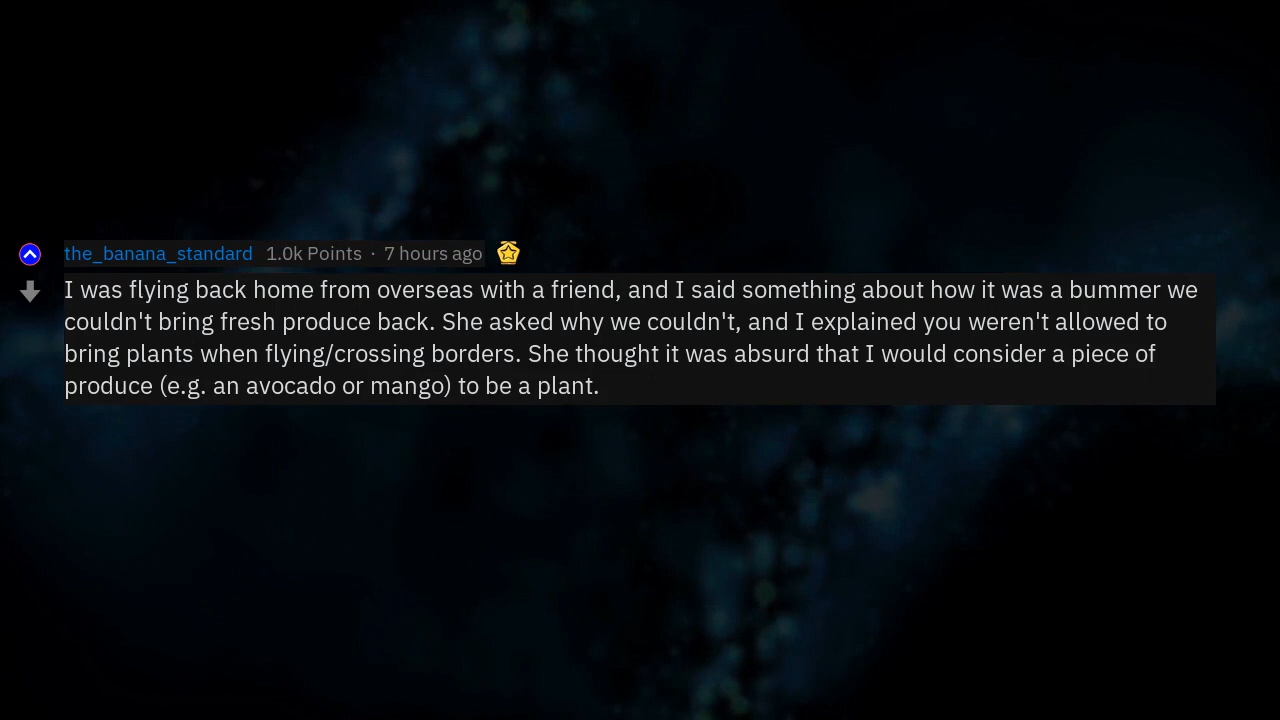 the_banana_standard 1.0k Points · 7 hours ago
I was flying back home from overseas with a friend, and I said something about how it was a bummer we
couldn't bring fresh produce back. She asked why we couldn't, and I explained you weren't allowed to
bring plants when flying/crossing borders. She thought it was absurd that I would consider a piece of
produce (e.g. an avocado or mango) to be a plant.